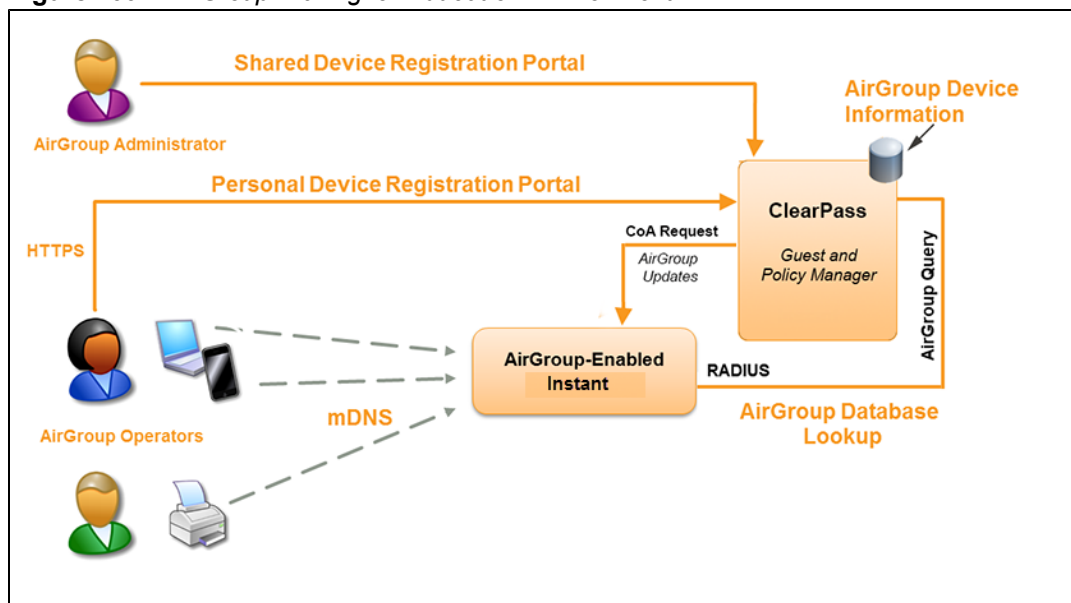 Shared Device Registration Portal
AirGroup Device
Information
AirGroup Administrator
Personal Device Registration Portal
ClearPass
Guest and
Policy Manager
CoA Request
AirGroup
Updates
HTTPS
AirGroup Query
AirGroup-Enabled
Instant
RADIUS
mDNS
AirGroup Database
Lookup
AirGroup Operators